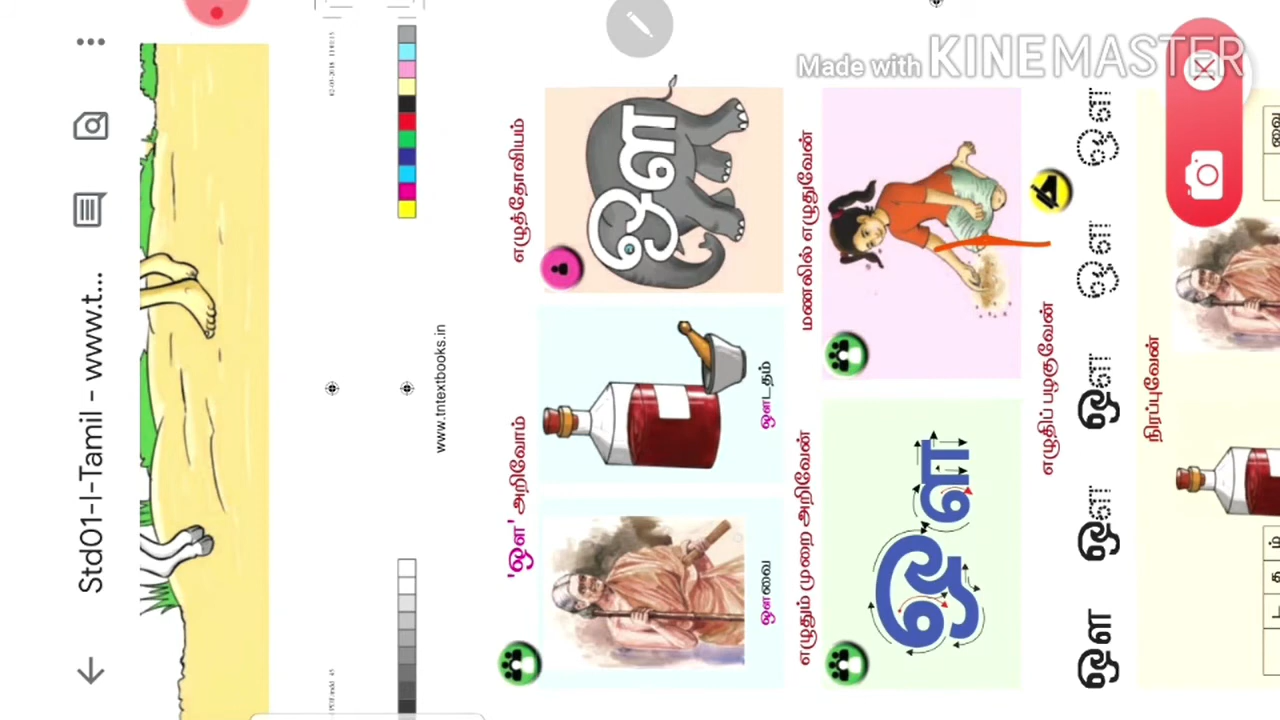 Made with KINEMASTER
Std01-I-Tamil - www.t...
www.tntextbooks.in
'ஔ' அறிவோம்
எழுத்தோவியம்
ஔவை
ஔடதம்
ஔ
எழுதும் முறை அறிவேன்
மணலில் எழுதுவேன்
ஔ
எழுதிப் பழகுவேன்
ஔ ஔ ஔ ஔ ஔ
நிரப்புவேன்
ட த ம்
வை